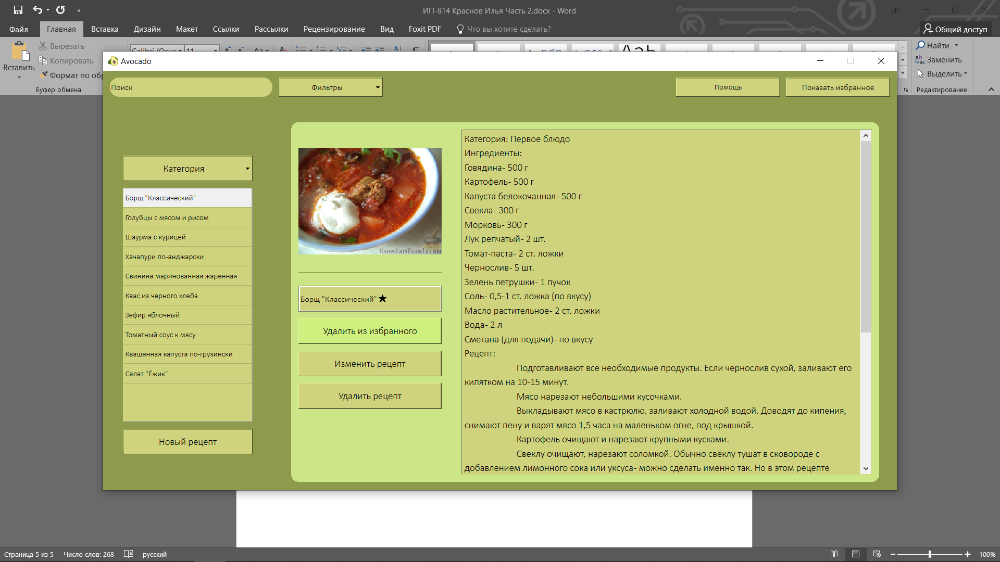 ИП-814 Краснов Илья Часть 2.docx - Word
Файл
Главная
Вставка
Дизайн
Макет
Ссылки
Рассылки
Рецензирование
Вид
Foxit PDF
Что вы хотите сделать?
Общий доступ
Вставить
Вырезать
Копировать
Формат по обр
Буфер обмена
Найти
Заменить
Выделить
Редактирование
Avocado
Поиск
Фильтры
Помощь
Показать избранное
Категория
Борщ "Классический"
Голубцы с мясом и рисом
Шаурма с курицей
Хачапури по-анджарски
Свинина маринованная жаренная
Квас из чёрного хлеба
Зефир яблочный
Томатный соус к мясу
Квашенная капуста по-грузински
Салат "Ёжик"
Новый рецепт
RussianFood.com
Борщ "Классический" ★
Удалить из избранного
Изменить рецепт
Удалить рецепт
Категория: Первое блюдо
Ингредиенты:
Говядина- 500 г
Картофель- 500 г
Капуста белокочанная- 500 г
Свекла- 300 г
Морковь- 300 г
Лук репчатый- 2 шт.
Томат-паста- 2 ст. ложки
Чернослив- 5 шт.
Зелень петрушки- 1 пучок
Соль- 0,5-1 ст. ложка (по вкусу)
Масло растительное- 2 ст. ложки
Вода- 2 л
Сметана (для подачи)- по вкусу
Рецепт:
Подготавливают все необходимые продукты. Если чернослив сухой, заливают его
кипятком на 10-15 минут.
Мясо нарезают небольшими кусочками.
Выкладывают мясо в кастрюлю, заливают холодной водой. Доводят до кипения,
снимают пену и варят мясо 1,5 часа на маленьком огне, под крышкой.
Картофель очищают и нарезают крупными кусками.
Свеклу очищают, нарезают соломкой. Обычно свёклу тушат в сковороде с
добавлением лимонного сока или уксуса- можно сделать именно так. Но в этом рецепте
Страница 5 из 5
Число слов: 268
русский
100%